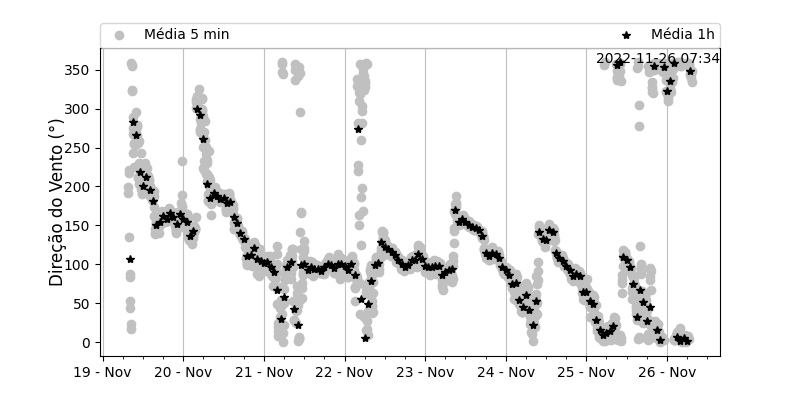 Média 5 min
Média 1h
2022-11-26 07:34
Direção do Vento (°)
350
300
250
200
150
100
50
0
19 - Nov
20 - Nov
21 - Nov
22 - Nov
23 - Nov
24 - Nov
25 - Nov
26 - Nov